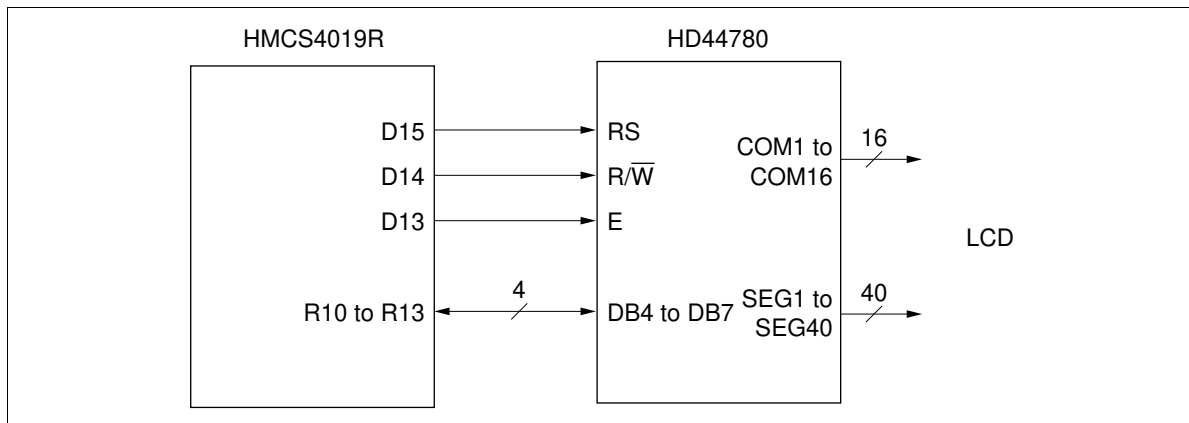 HMCS4019R
HD44780
D15
RS
D14
R/W̅
D13
E
R10 to R13
4
DB4 to DB7
COM1 to
COM16
16
SEG1 to
SEG40
40
LCD